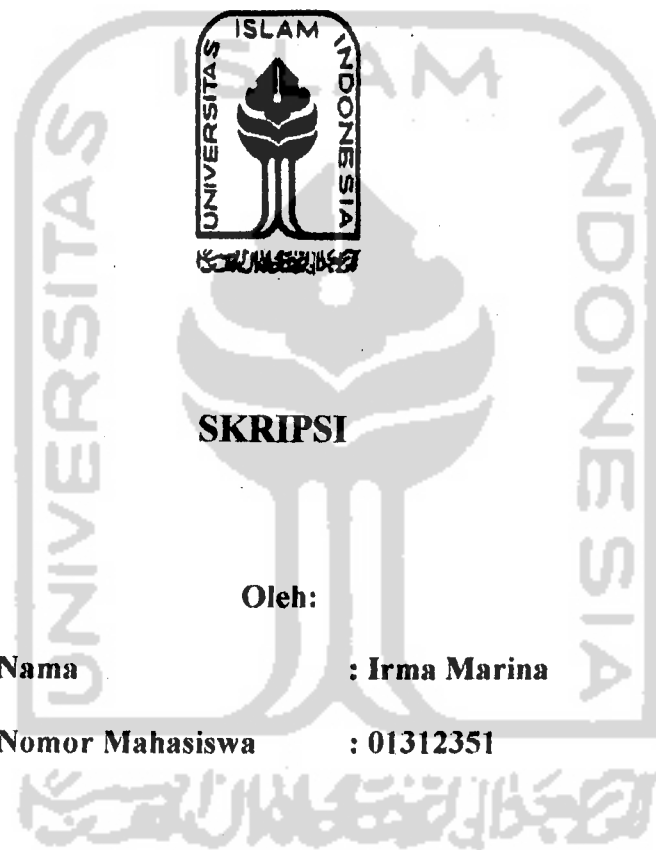 ISLAM
UNIVERSITAS
INDONESIA
SKRIPSI
Oleh:
Nama : Irma Marina
Nomor Mahasiswa : 01312351